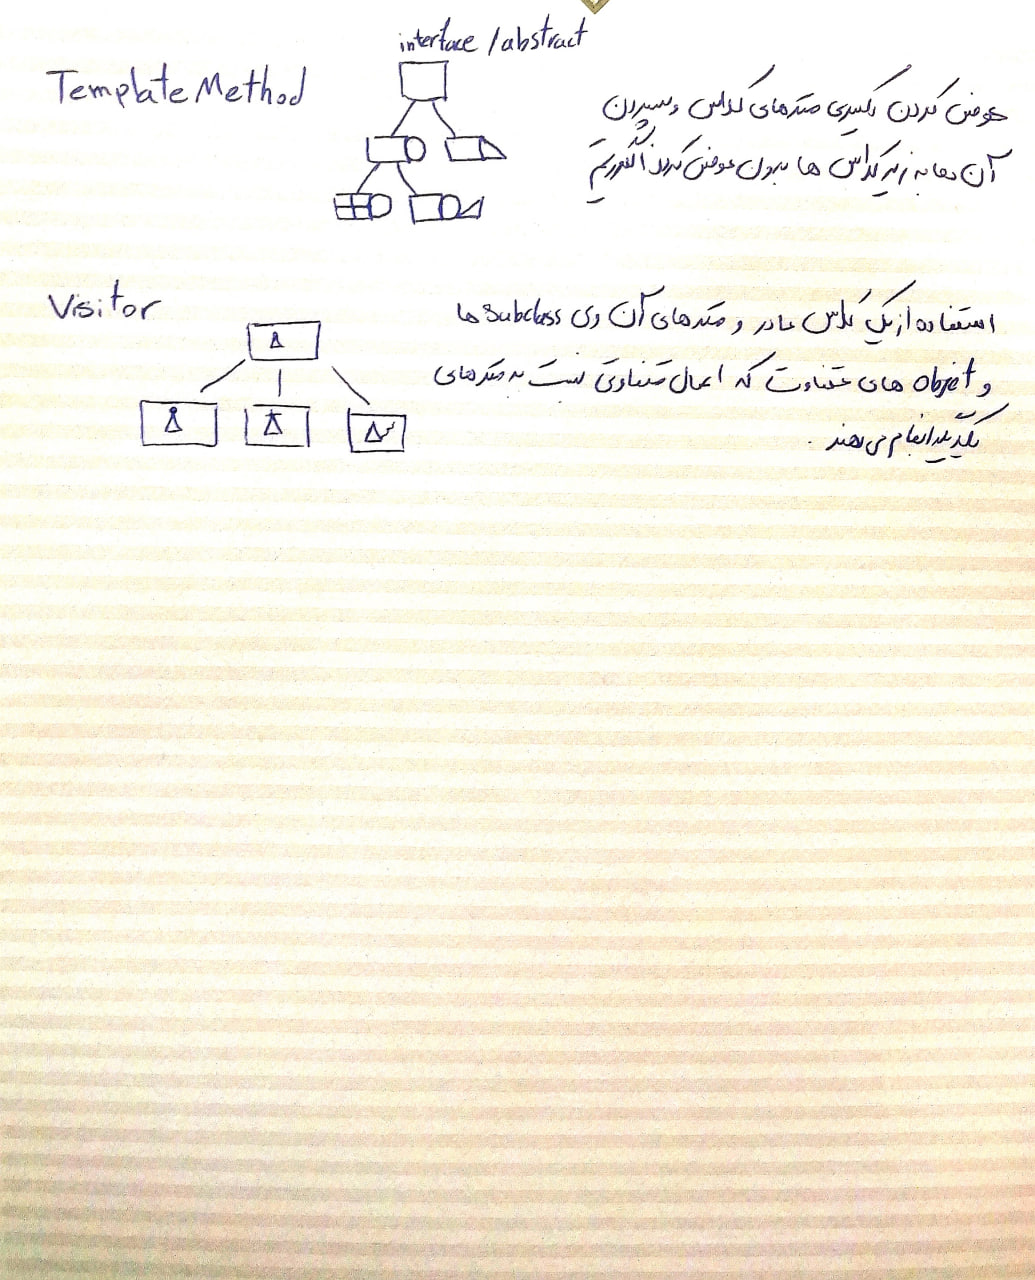 interface / abstract
Template Method
عوض کردن یکسری متدهای کلاس و سپردن
آن ها به زیر کلاس ها بدون عوض کردن الگوریتم
Visitor
استفاده از یک کلاس مادر و متدهای آن روی subclass ها
و object های متفاوت که اعمال متفاوتی نسبت به متدهای
یکدیگر انجام می دهند.